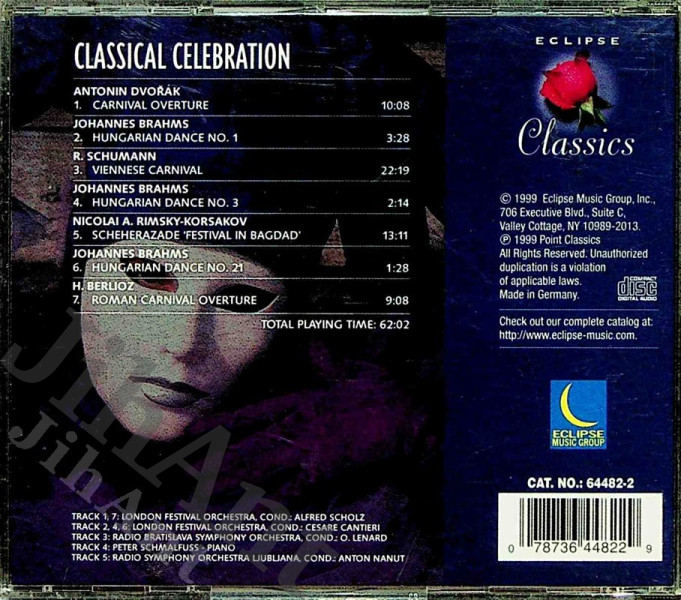 CLASSICAL CELEBRATION
ANTONIN DVOŘÁK
1. CARNIVAL OVERTURE 10:08
JOHANNES BRAHMS
2. HUNGARIAN DANCE NO. 1 3:28
R. SCHUMANN
3. VIENNESE CARNIVAL 22:19
JOHANNES BRAHMS
4. HUNGARIAN DANCE NO. 3 2:14
NICOLAI A. RIMSKY-KORSAKOV
5. SCHEHERAZADE 'FESTIVAL IN BAGDAD' 13:11
JOHANNES BRAHMS
6. HUNGARIAN DANCE NO. 21 1:28
H. BERLIOZ
7. ROMAN CARNIVAL OVERTURE 9:08
TOTAL PLAYING TIME: 62:02
TRACK 1, 7: LONDON FESTIVAL ORCHESTRA, COND.: ALFRED SCHOLZ
TRACK 2, 4, 6: LONDON FESTIVAL ORCHESTRA, COND.: CESARE CANTIERI
TRACK 3: RADIO BRATISLAVA SYMPHONY ORCHESTRA, COND.: O. LENARD
TRACK 4: PETER SCHMALFUSS - PIANO
TRACK 5: RADIO SYMPHONY ORCHESTRA LJUBLJANA, COND.: ANTON NANUT
ECLIPSE
Classics
© 1999 Eclipse Music Group, Inc.,
706 Executive Blvd., Suite C,
Valley Cottage, NY 10989-2013.
℗ 1999 Point Classics
All Rights Reserved. Unauthorized
duplication is a violation
of applicable laws.
Made in Germany.
COMPACT
disc
DIGITAL AUDIO
Check out our complete catalog at:
http://www.eclipse-music.com.
ECLIPSE
MUSIC GROUP
CAT. NO.: 64482-2
0 78736 44822 9
JihAnt